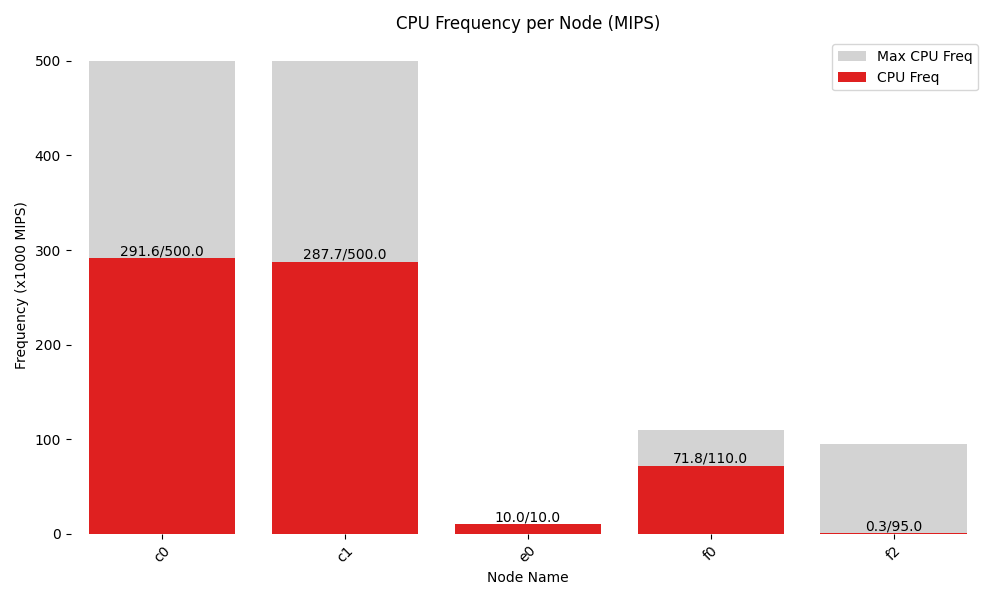 CPU Frequency per Node (MIPS)
Max CPU Freq
CPU Freq
Frequency (x1000 MIPS)
500
400
300
200
100
0
291.6/500.0
287.7/500.0
10.0/10.0
71.8/110.0
0.3/95.0
c0
c1
e0
f0
f2
Node Name